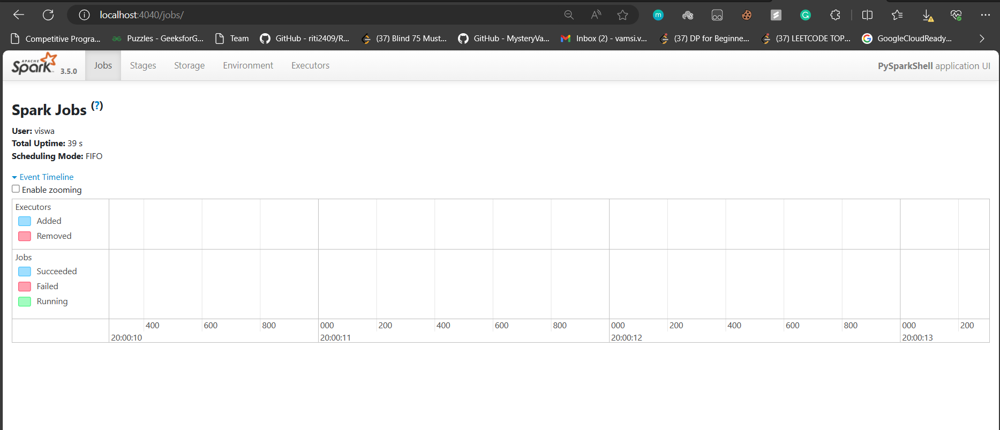 localhost:4040/jobs/
Competitive Progra... Puzzles - GeeksforG... Team GitHub - riti2409/R... (37) Blind 75 Must... GitHub - MysteryVa... Inbox (2) - vamsi.v... (37) DP for Beginne... (37) LEETCODE TOP... GoogleCloudReady...
APACHE Spark 3.5.0 Jobs Stages Storage Environment Executors PySparkShell application UI
Spark Jobs (?)
User: viswa
Total Uptime: 39 s
Scheduling Mode: FIFO
Event Timeline
Enable zooming
Executors
Added
Removed
Jobs
Succeeded
Failed
Running
400 600 800 000 200 400 600 800 000 200 400 600 800 000 200
20:00:10 20:00:11 20:00:12 20:00:13